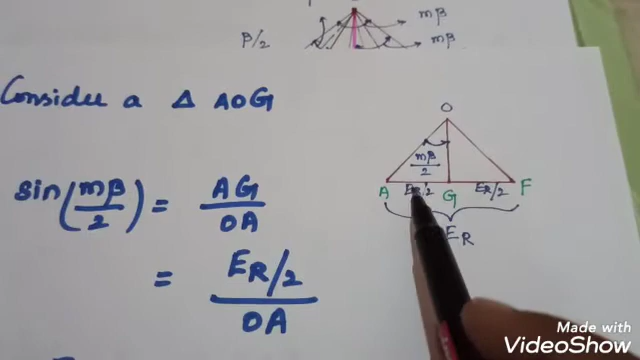 mβ
β/2
mβ
Consider a Δ AOG
O
mβ/2
A ER/2 G ER/2 F
ER
sin(mβ/2) = AG/OA
= ER/2/OA
Made with
VideoShow